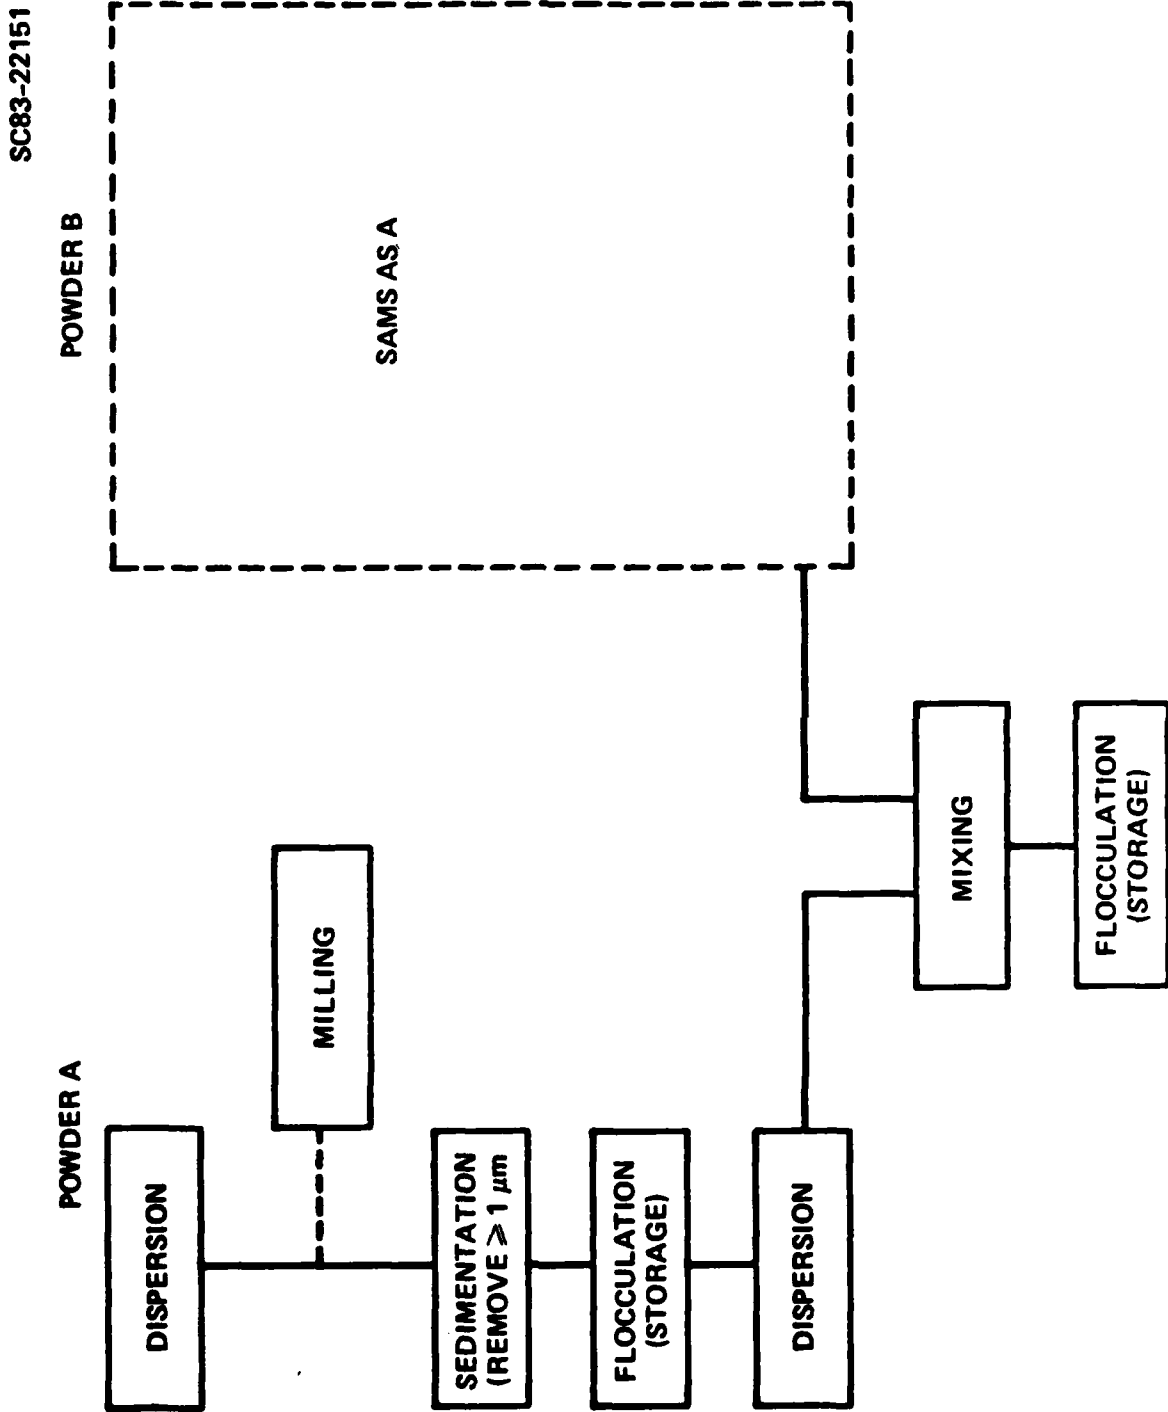 SC83-22151
POWDER A
POWDER B
DISPERSION
MILLING
SAMS AS A
SEDIMENTATION
(REMOVE ⩾ 1 μm
FLOCCULATION
(STORAGE)
DISPERSION
MIXING
FLOCCULATION
(STORAGE)